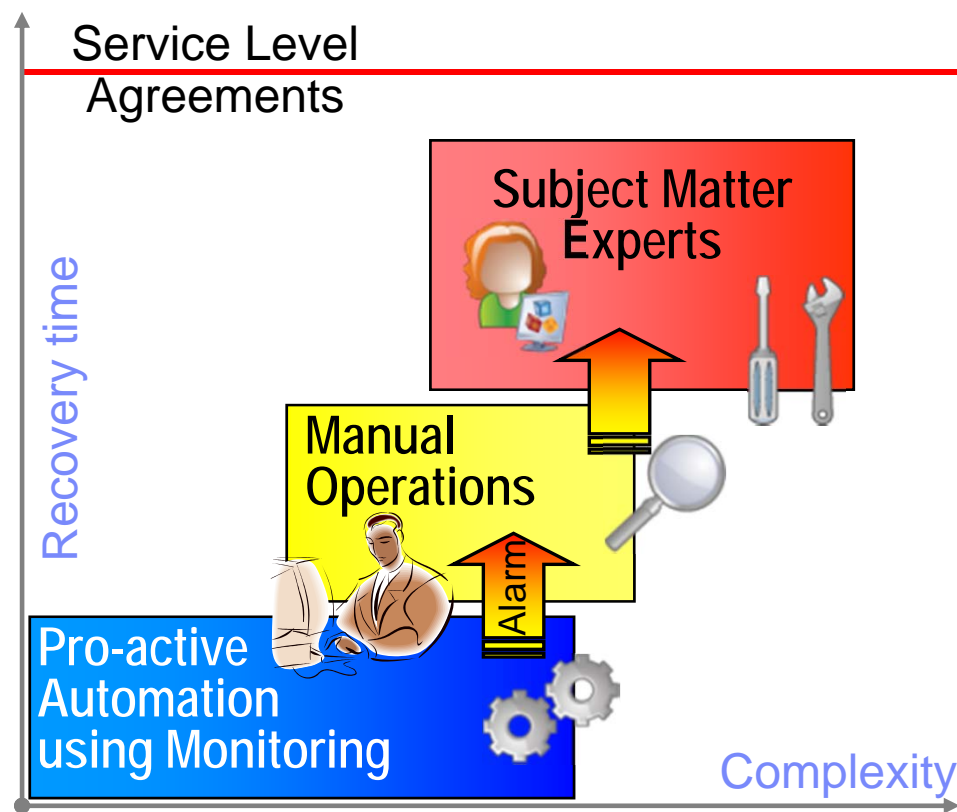 Service Level
Agreements
Subject Matter
Experts
Recovery time
Manual
Operations
Alarm
Pro-active
Automation
using Monitoring
Complexity